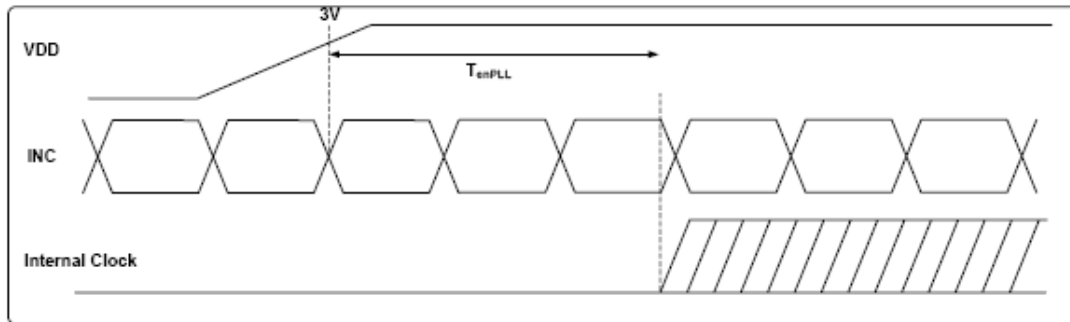 3V
VDD
TenPLL
INC
Internal Clock